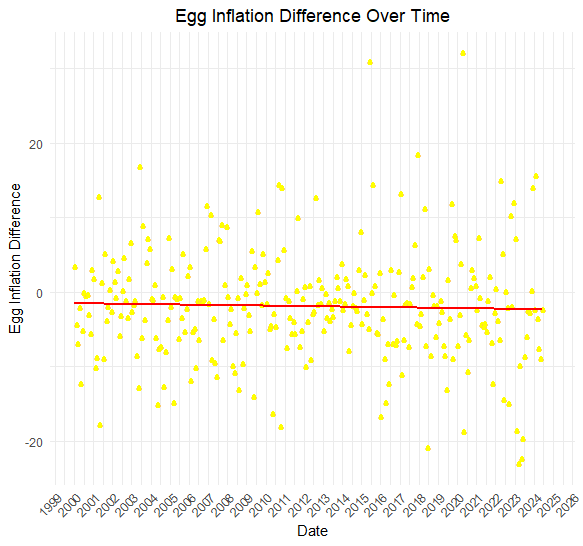 Egg Inflation Difference Over Time
Egg Inflation Difference
20
0
-20
1999 2000 2001 2002 2003 2004 2005 2006 2007 2008 2009 2010 2011 2012 2013 2014 2015 2016 2017 2018 2019 2020 2021 2022 2023 2024 2025 2026
Date